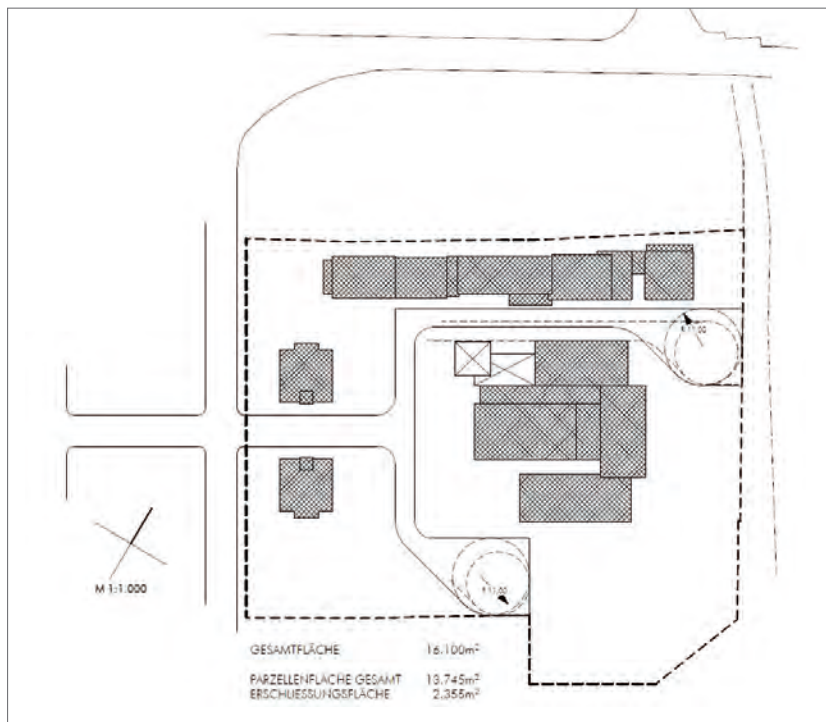 M 1:1.000
GESAMTFLÄCHE 16.100m²
PARZELLENFLÄCHE GESAMT 13.745m²
ERSCHLIESSUNGSFLÄCHE 2.355m²